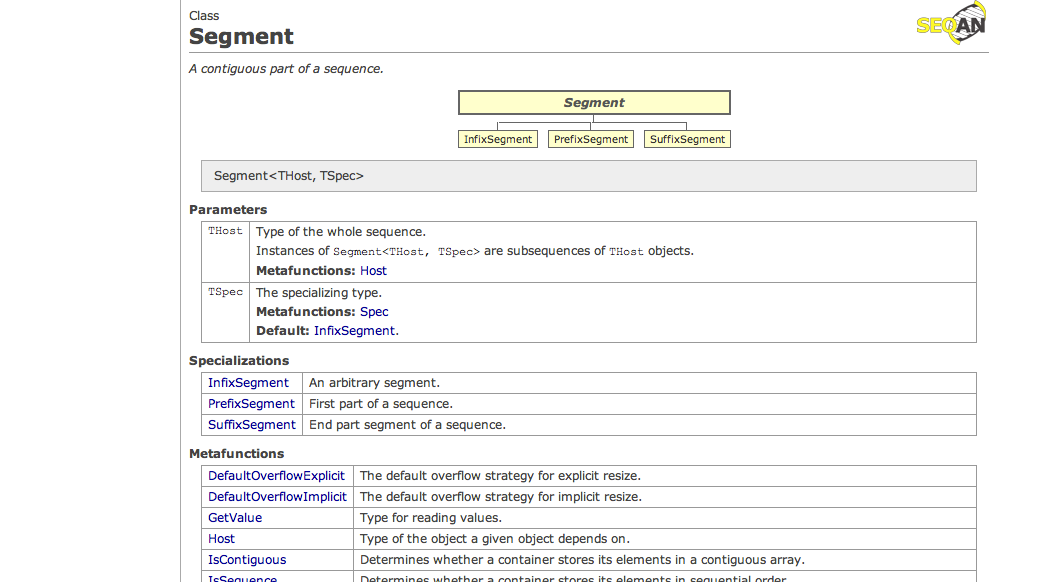 Class
SEQAN
Segment
A contiguous part of a sequence.
Segment
InfixSegment PrefixSegment SuffixSegment
Segment<THost, TSpec>
Parameters
THost Type of the whole sequence.
Instances of Segment<THost, TSpec> are subsequences of THost objects.
Metafunctions: Host
TSpec The specializing type.
Metafunctions: Spec
Default: InfixSegment.
Specializations
InfixSegment An arbitrary segment.
PrefixSegment First part of a sequence.
SuffixSegment End part segment of a sequence.
Metafunctions
DefaultOverflowExplicit The default overflow strategy for explicit resize.
DefaultOverflowImplicit The default overflow strategy for implicit resize.
GetValue Type for reading values.
Host Type of the object a given object depends on.
IsContiguous Determines whether a container stores its elements in a contiguous array.
IsSequence Determines whether a container stores its elements in sequential order.